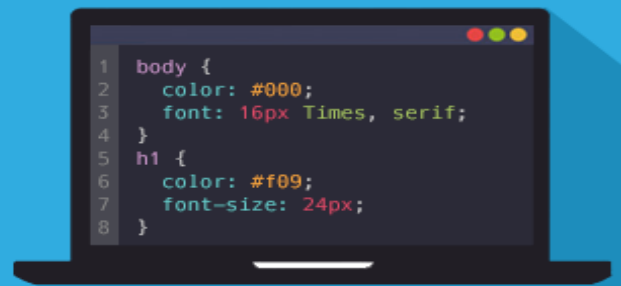 1 body {
2 color: #000;
3 font: 16px Times, serif;
4 }
5 h1 {
6 color: #f09;
7 font-size: 24px;
8 }